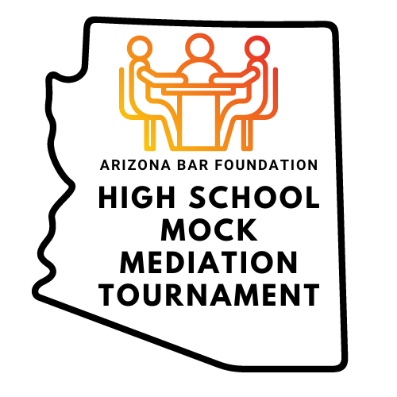 ARIZONA BAR FOUNDATION
HIGH SCHOOL
MOCK
MEDIATION
TOURNAMENT